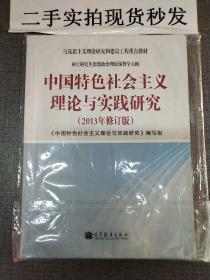 二手实拍现货秒发
马克思主义理论研究和建设工程重点教材
硕士研究生思想政治理论课教学大纲
中国特色社会主义
理论与实践研究
(2013年修订版)
《中国特色社会主义理论与实践研究》编写组
高等教育出版社